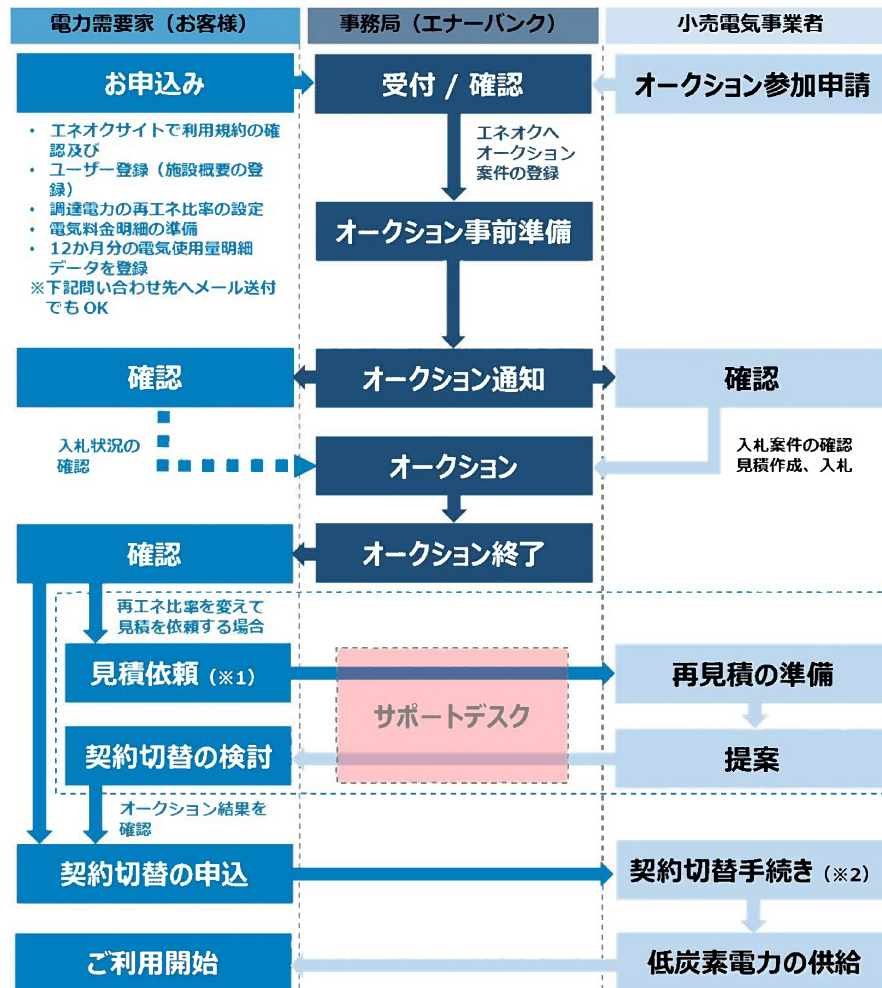 電力需要家（お客様）
事務局（エナーバンク）
小売電気事業者
お申込み
受付 / 確認
オークション参加申請
・ エネオクサイトで利用規約の確
認及び
・ ユーザー登録（施設概要の登
録）
・ 調達電力の再エネ比率の設定
・ 電気料金明細の準備
・ 12か月分の電気使用量明細
データを登録
※下記問い合わせ先へメール送付
でも OK
エネオクへ
オークション
案件の登録
オークション事前準備
確認
オークション通知
確認
入札状況の
確認
オークション
入札案件の確認
見積作成、入札
確認
オークション終了
再エネ比率を変えて
見積を依頼する場合
見積依頼（※1）
サポートデスク
再見積の準備
契約切替の検討
提案
オークション結果を
確認
契約切替の申込
契約切替手続き（※2）
ご利用開始
低炭素電力の供給